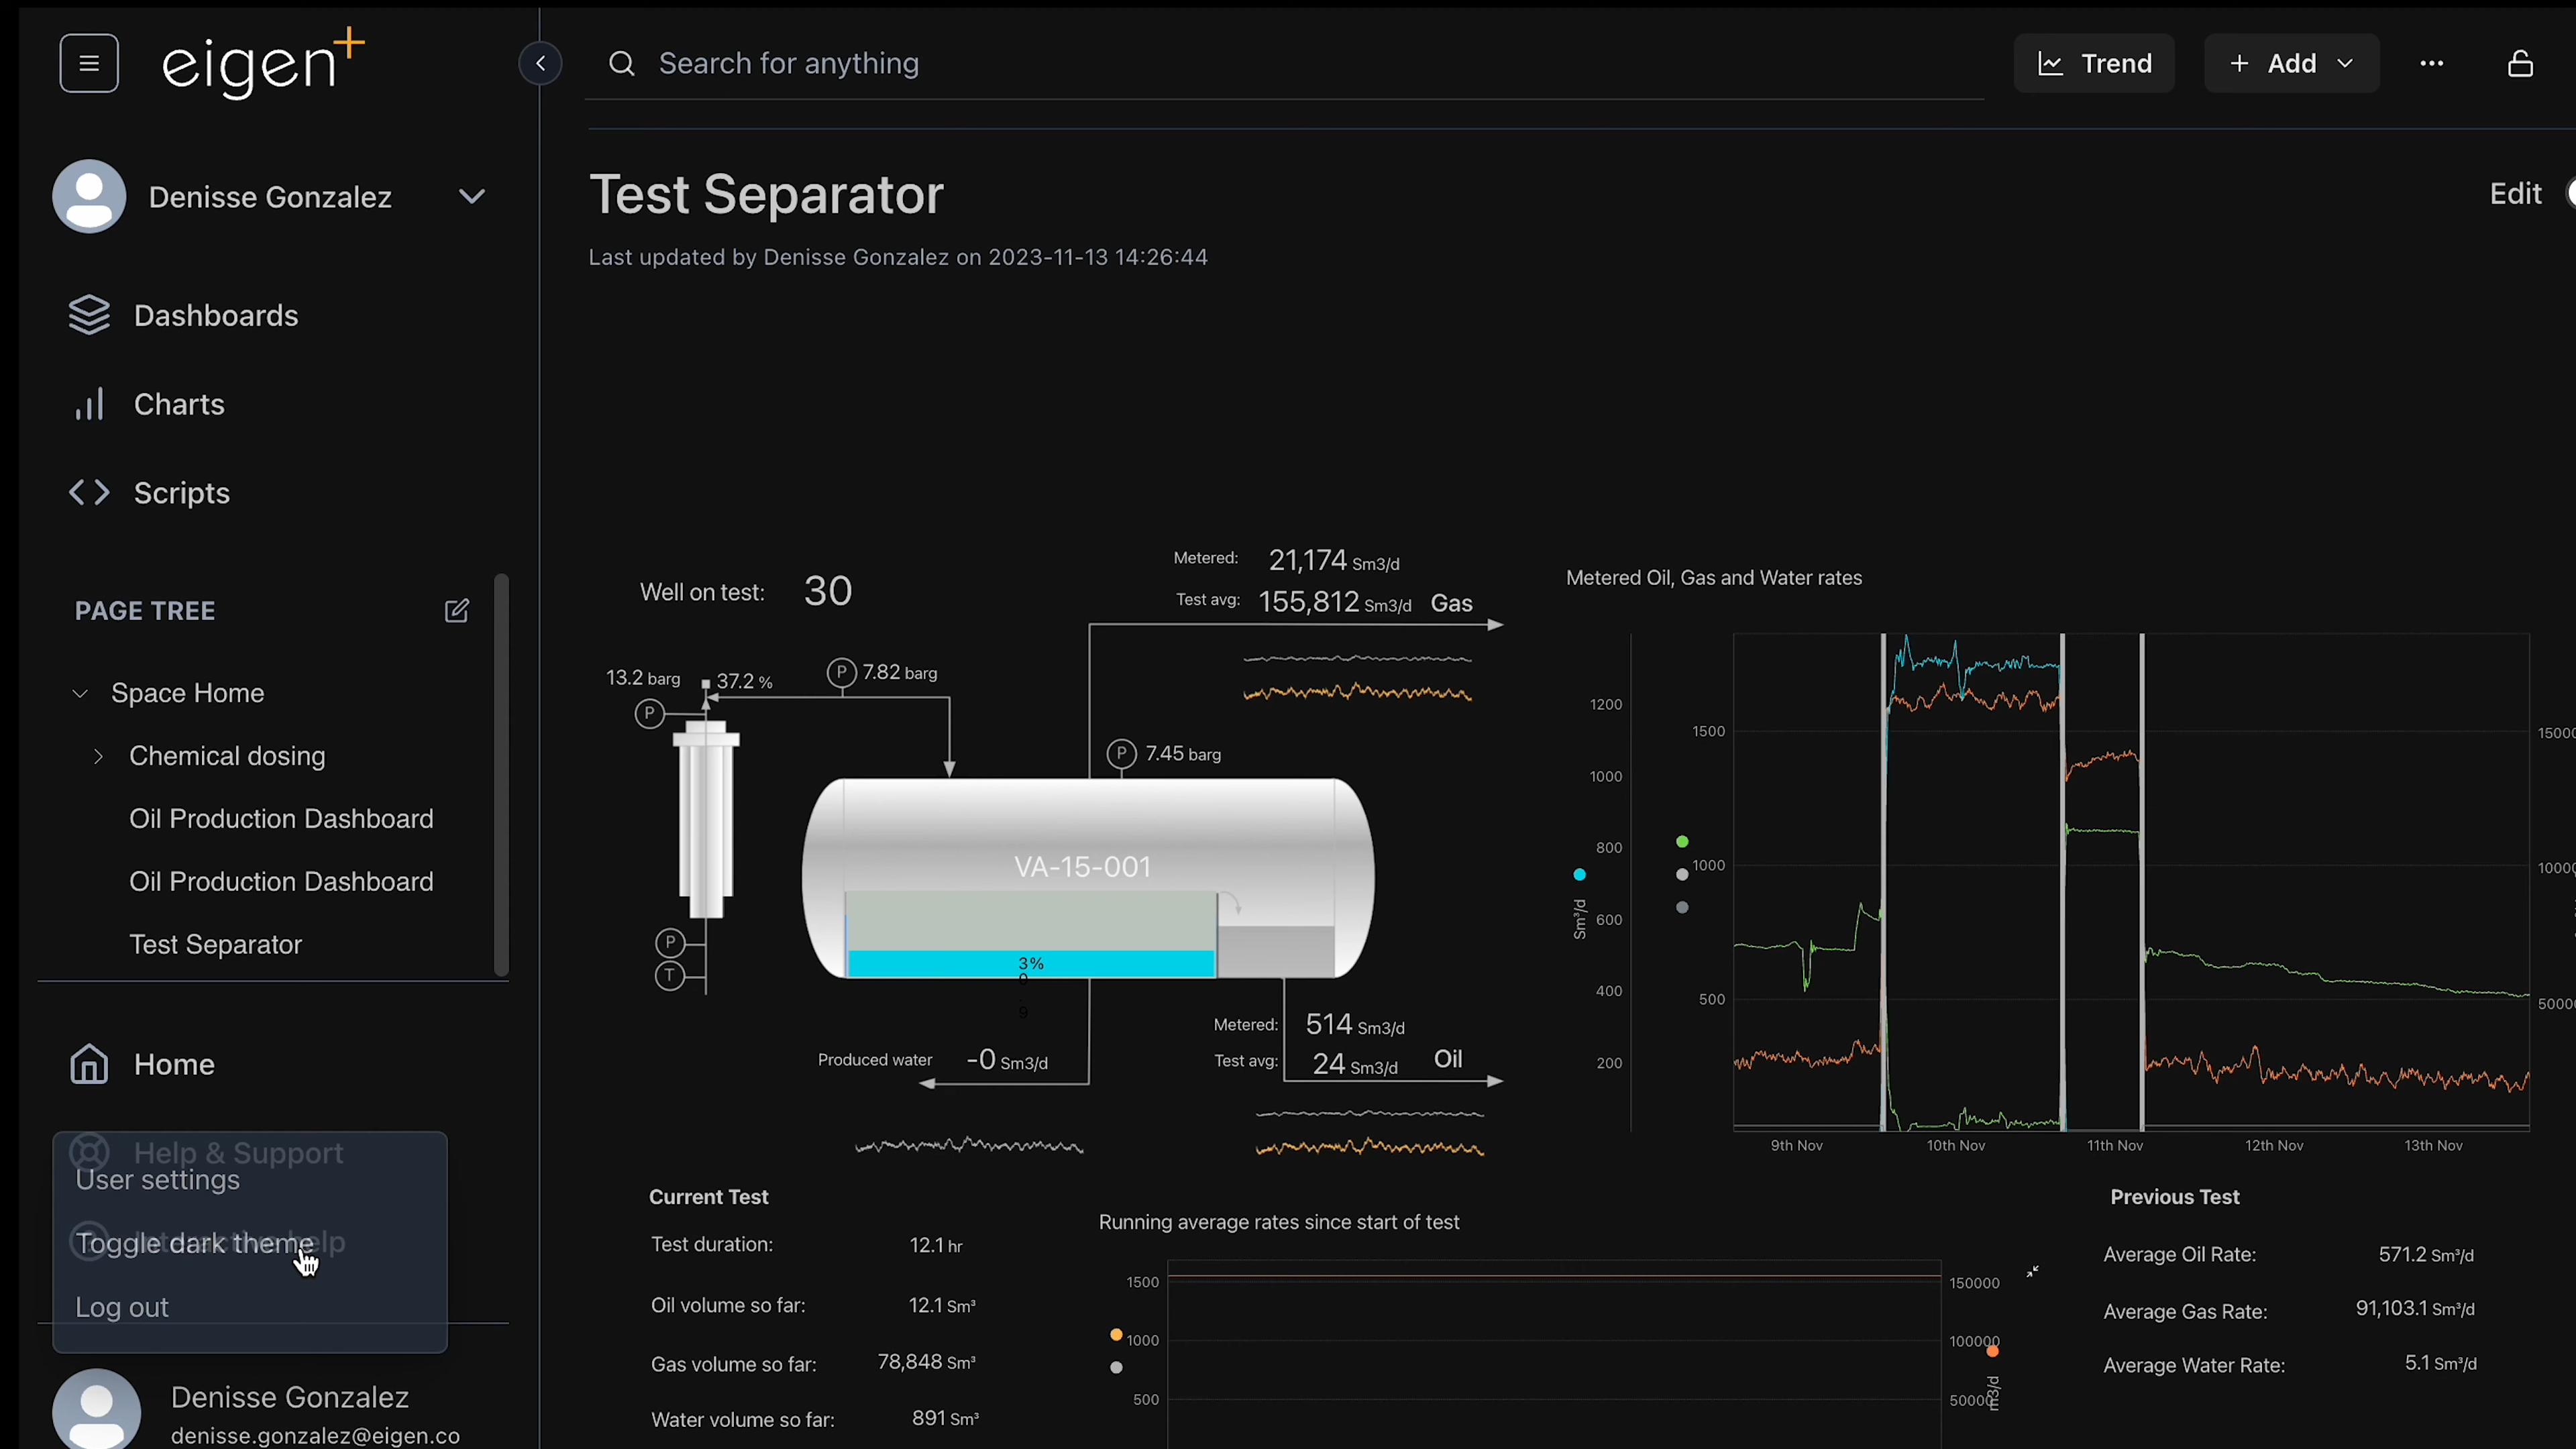 eigen+
Search for anything
Trend
Add
Denisse Gonzalez
Test Separator
Edit
Last updated by Denisse Gonzalez on 2023-11-13 14:26:44
Dashboards
Charts
Scripts
PAGE TREE
Space Home
Chemical dosing
Oil Production Dashboard
Oil Production Dashboard
Test Separator
Home
Help & Support
User settings
Toggle dark theme
Log out
Denisse Gonzalez
denisse.gonzalez@eigen.co
Well on test: 30
Metered: 21,174 Sm3/d
Test avg: 155,812 Sm3/d Gas
13.2 barg
37.2 %
P 7.82 barg
P
P 7.45 barg
VA-15-001
P
T
3%
0
9
Metered: 514 Sm3/d
Produced water -0 Sm3/d
Test avg: 24 Sm3/d Oil
Metered Oil, Gas and Water rates
1200
1000
800
600
400
200
Sm³/d
1500
1000
500
9th Nov
10th Nov
11th Nov
12th Nov
13th Nov
Current Test
Test duration: 12.1 hr
Oil volume so far: 12.1 Sm³
Gas volume so far: 78,848 Sm³
Water volume so far: 891 Sm³
Running average rates since start of test
1500
1000
500
150000
100000
50000
m3/d
Previous Test
Average Oil Rate: 571.2 Sm³/d
Average Gas Rate: 91,103.1 Sm³/d
Average Water Rate: 5.1 Sm³/d